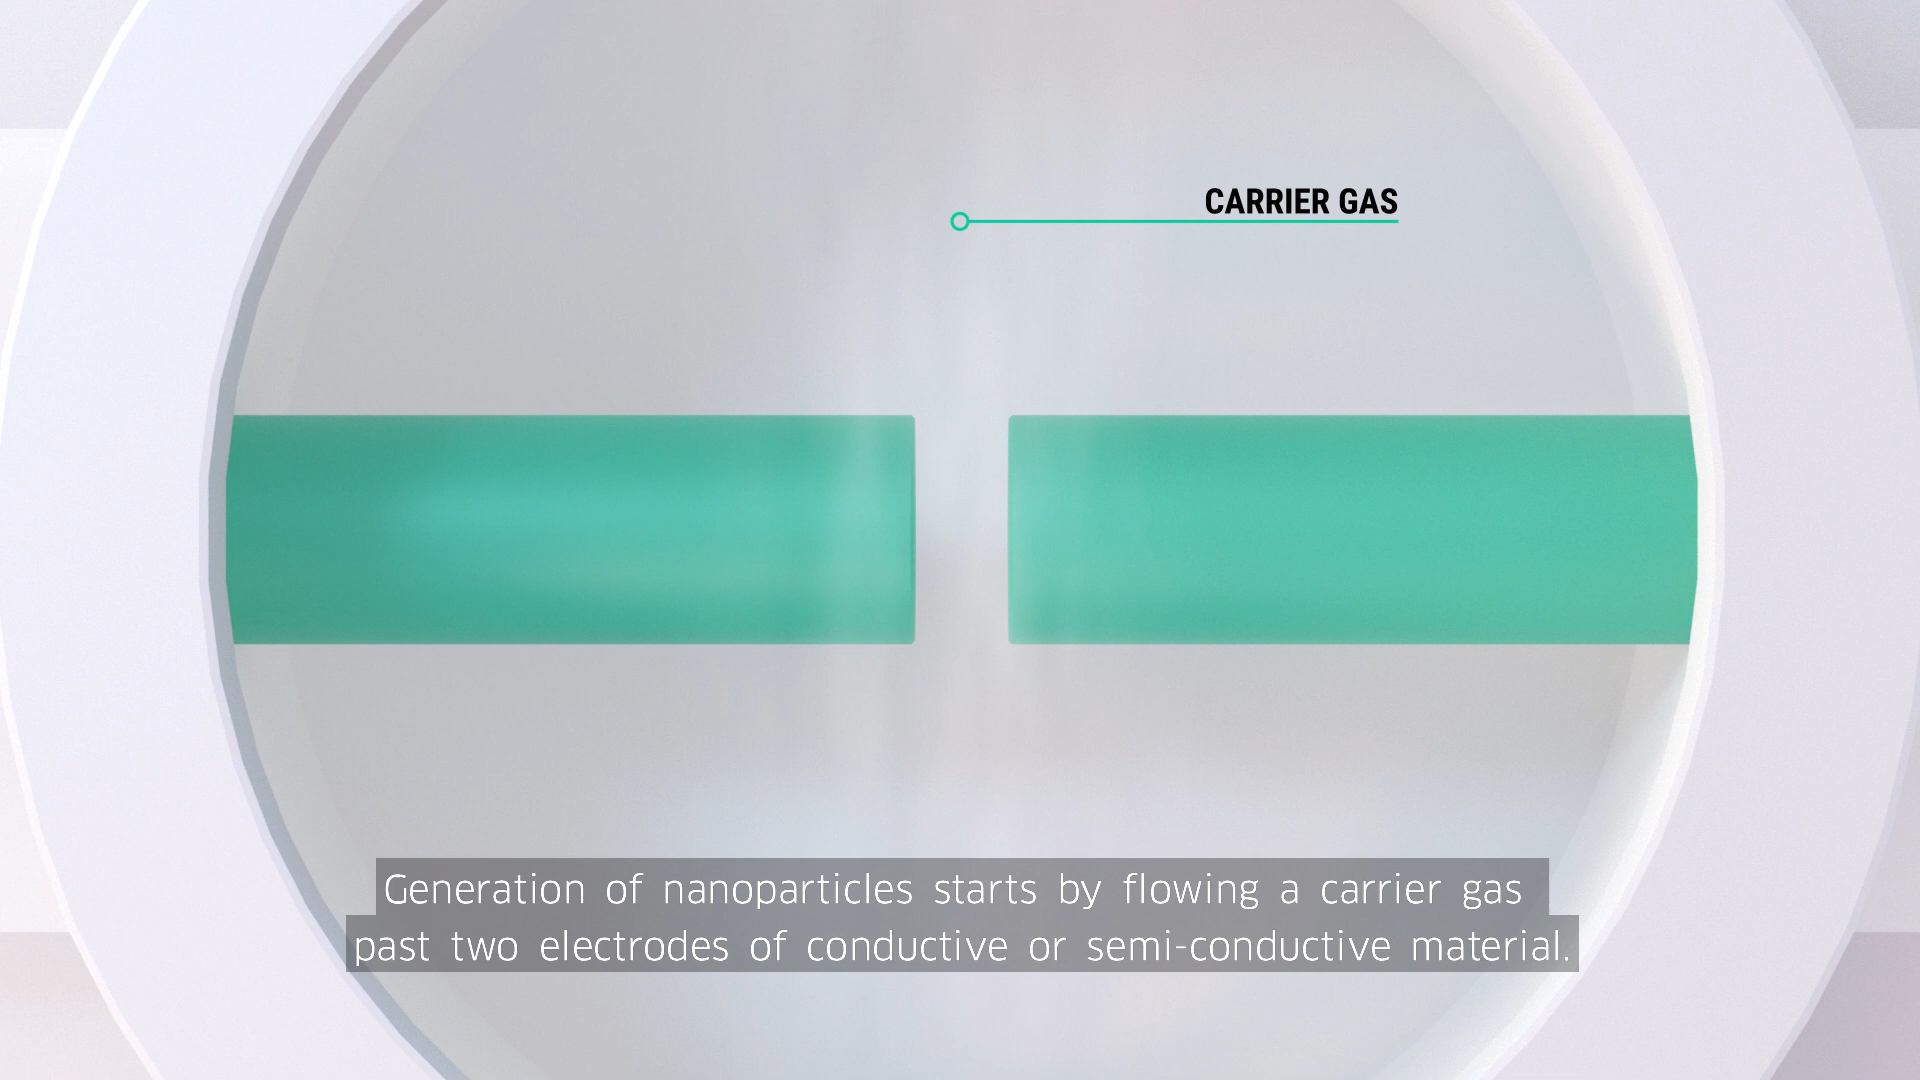 CARRIER GAS
Generation of nanoparticles starts by flowing a carrier gas
past two electrodes of conductive or semi-conductive material.